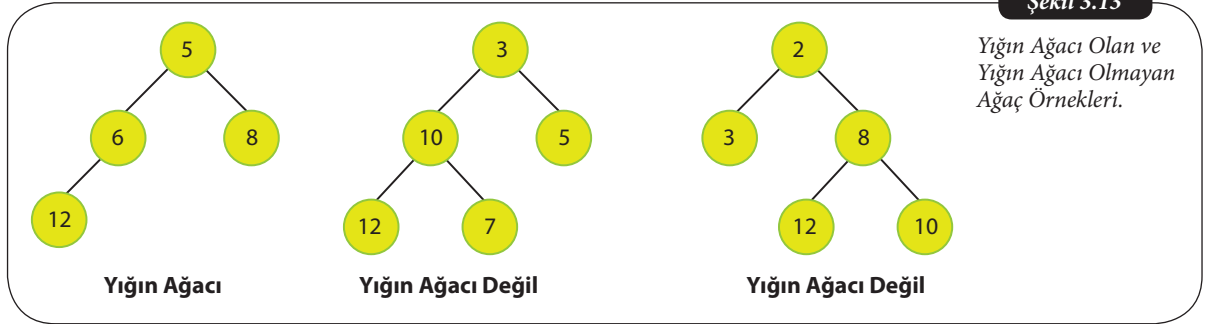 Şekil 3.13
Yığın Ağacı Olan ve
Yığın Ağacı Olmayan
Ağaç Örnekleri.
5
6
8
12
Yığın Ağacı
3
10
5
12
7
Yığın Ağacı Değil
2
3
8
12
10
Yığın Ağacı Değil